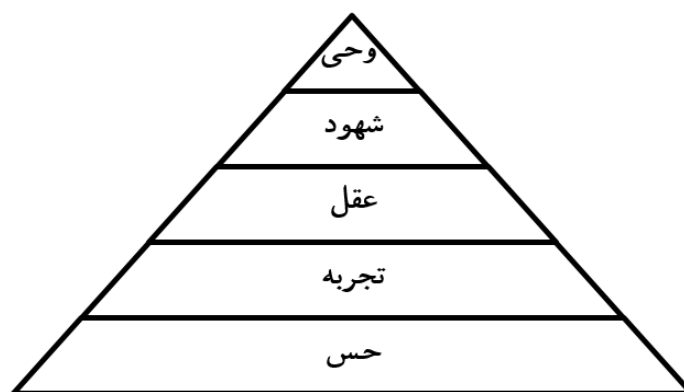 وحی
شهود
عقل
تجربه
حس